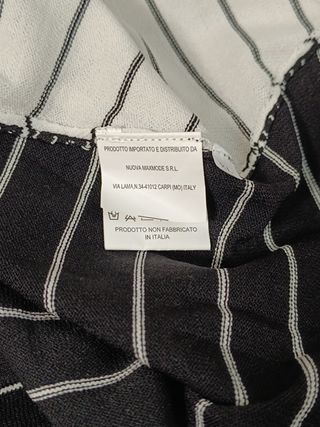 PRODOTTO IMPORTATO E DISTRIBUITO DA
NUOVA MAXMODE S.R.L.
VIA LAMA,N.34-41012 CARPI (MO) ITALY
PRODOTTO NON FABBRICATO
IN ITALIA